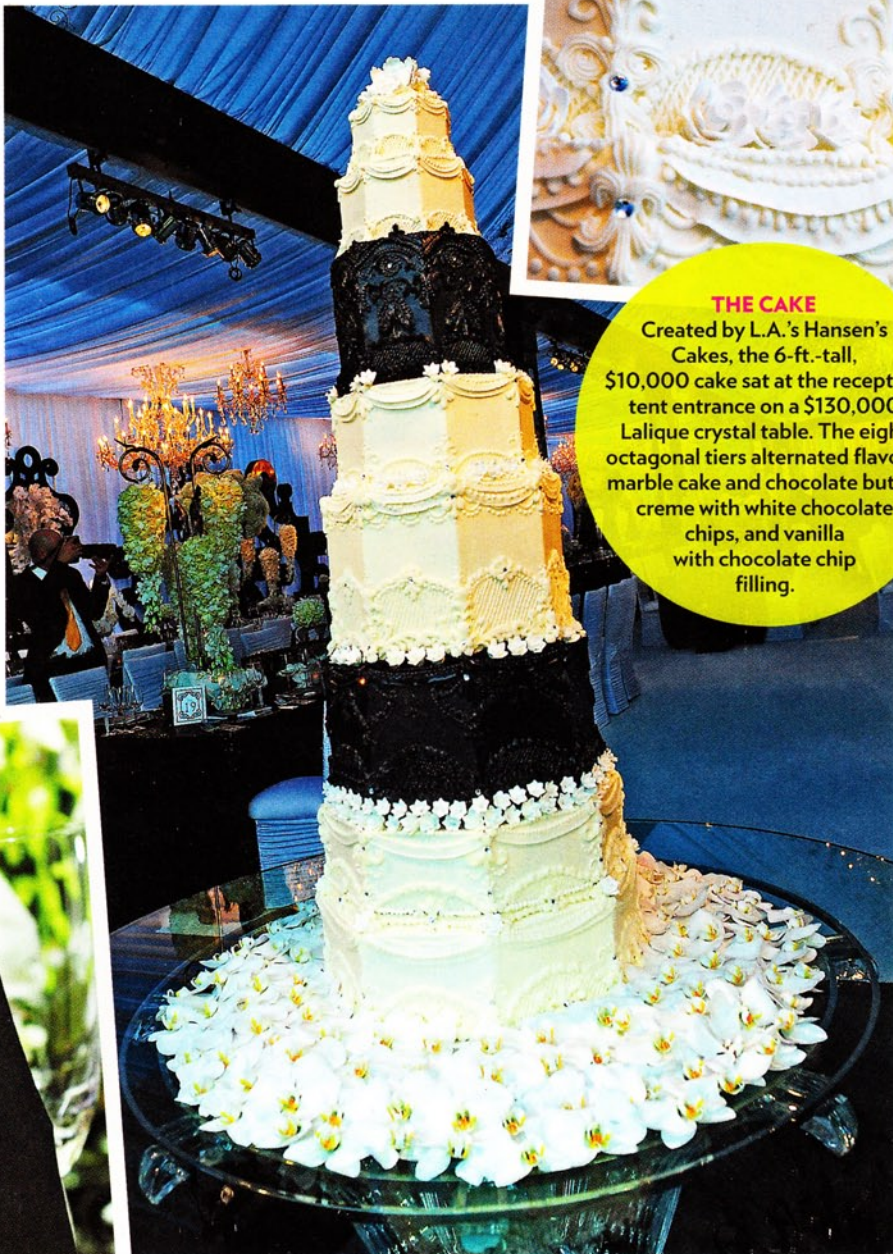 THE CAKE
Created by L.A.'s Hansen's
Cakes, the 6-ft.-tall,
$10,000 cake sat at the recept
tent entrance on a $130,000
Lalique crystal table. The eigh
octagonal tiers alternated flavo
marble cake and chocolate but
creme with white chocolate
chips, and vanilla
with chocolate chip
filling.
19